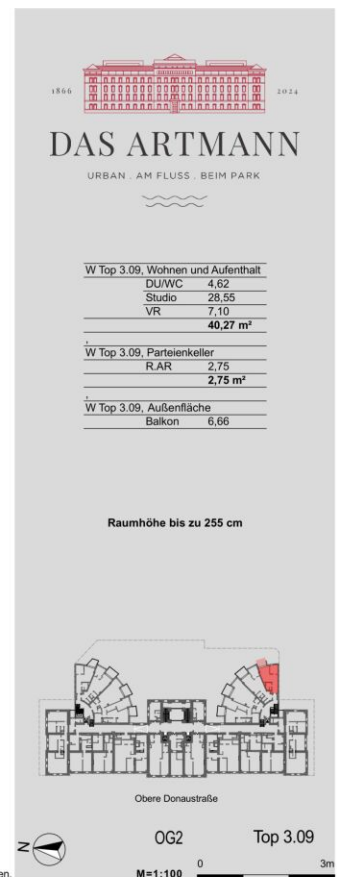 1866
2024
DAS ARTMANN
URBAN . AM FLUSS . BEIM PARK
W Top 3.09, Wohnen und Aufenthalt
DU/WC 4,62
Studio 28,55
VR 7,10
40,27 m²
,
W Top 3.09, Parteienkeller
R.AR 2,75
2,75 m²
,
W Top 3.09, Außenfläche
Balkon 6,66
Raumhöhe bis zu 255 cm
Obere Donaustraße
N
OG2 Top 3.09
en.
M=1:100 0 3m